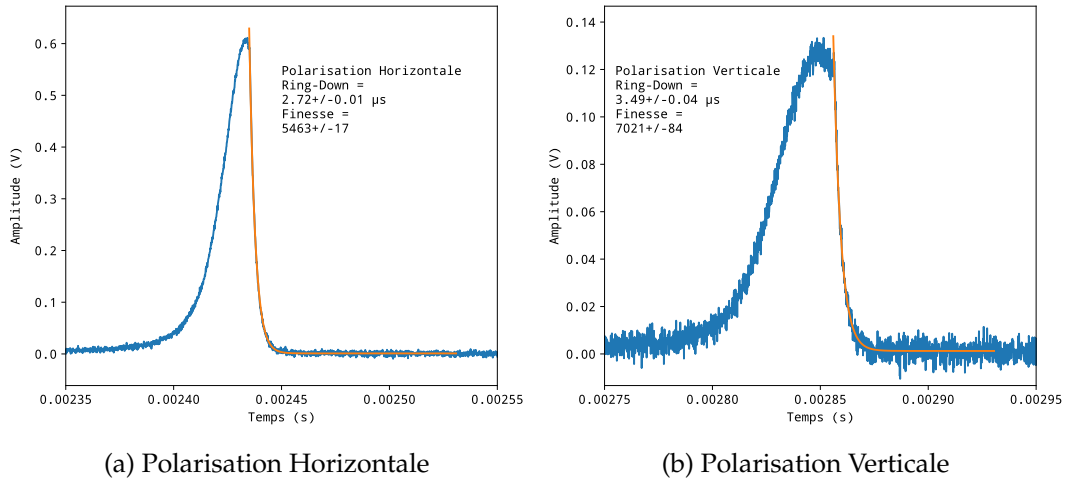 0.6
0.5
0.4
0.3
0.2
0.1
0.0
Amplitude (V)
Polarisation Horizontale
Ring-Down =
2.72+/-0.01 µs
Finesse =
5463+/-17
0.00235 0.00240 0.00245 0.00250 0.00255
Temps (s)
(a) Polarisation Horizontale
0.14
0.12
0.10
0.08
0.06
0.04
0.02
0.00
Amplitude (V)
Polarisation Verticale
Ring-Down =
3.49+/-0.04 µs
Finesse =
7021+/-84
0.00275 0.00280 0.00285 0.00290 0.00295
Temps (s)
(b) Polarisation Verticale